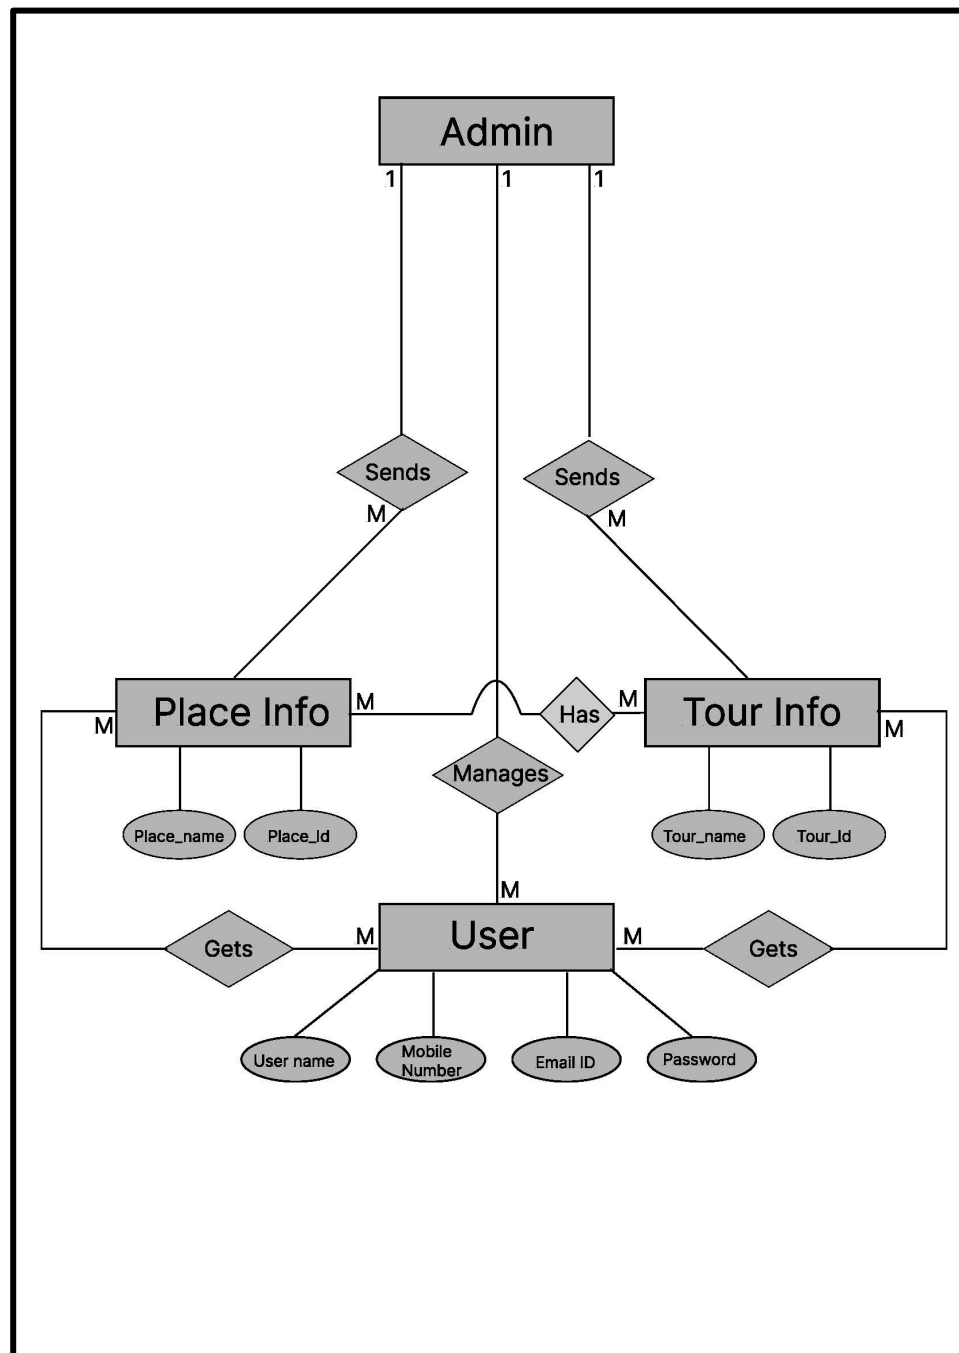 Admin
1
1
1
Sends
Sends
M
M
Place Info
M
M
Has
M
Tour Info
M
Manages
Place_name
Place_Id
Tour_name
Tour_Id
M
Gets
M
User
M
Gets
User name
Mobile
Number
Email ID
Password